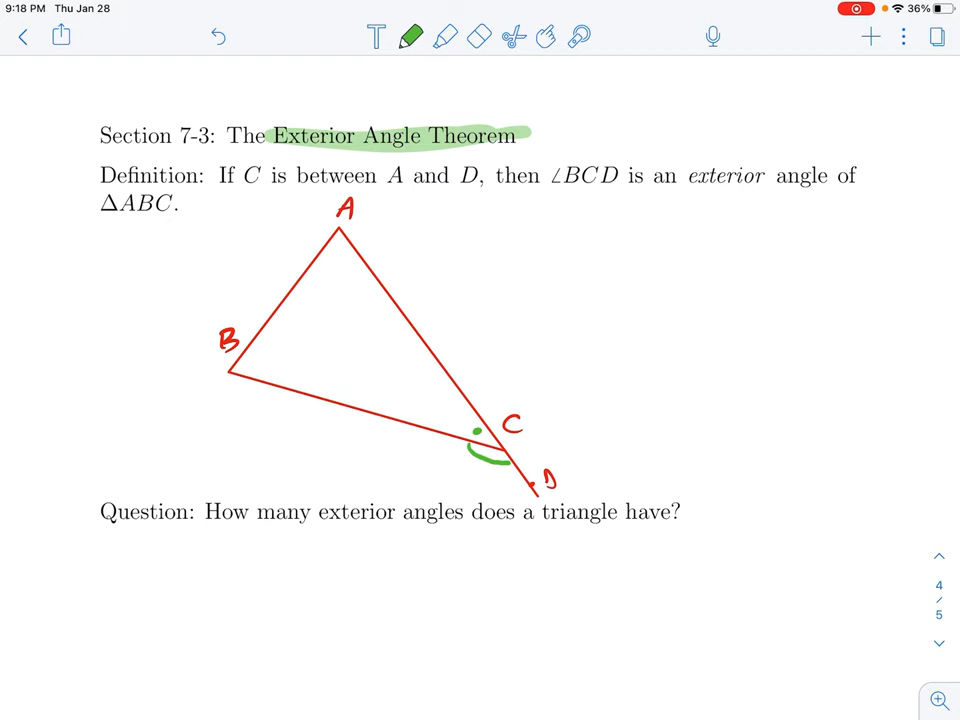 9:18 PM Thu Jan 28
36%
T
Section 7-3: The Exterior Angle Theorem
Definition: If C is between A and D, then ∠BCD is an exterior angle of
ΔABC.
A
B
C
D
Question: How many exterior angles does a triangle have?
4
/
5